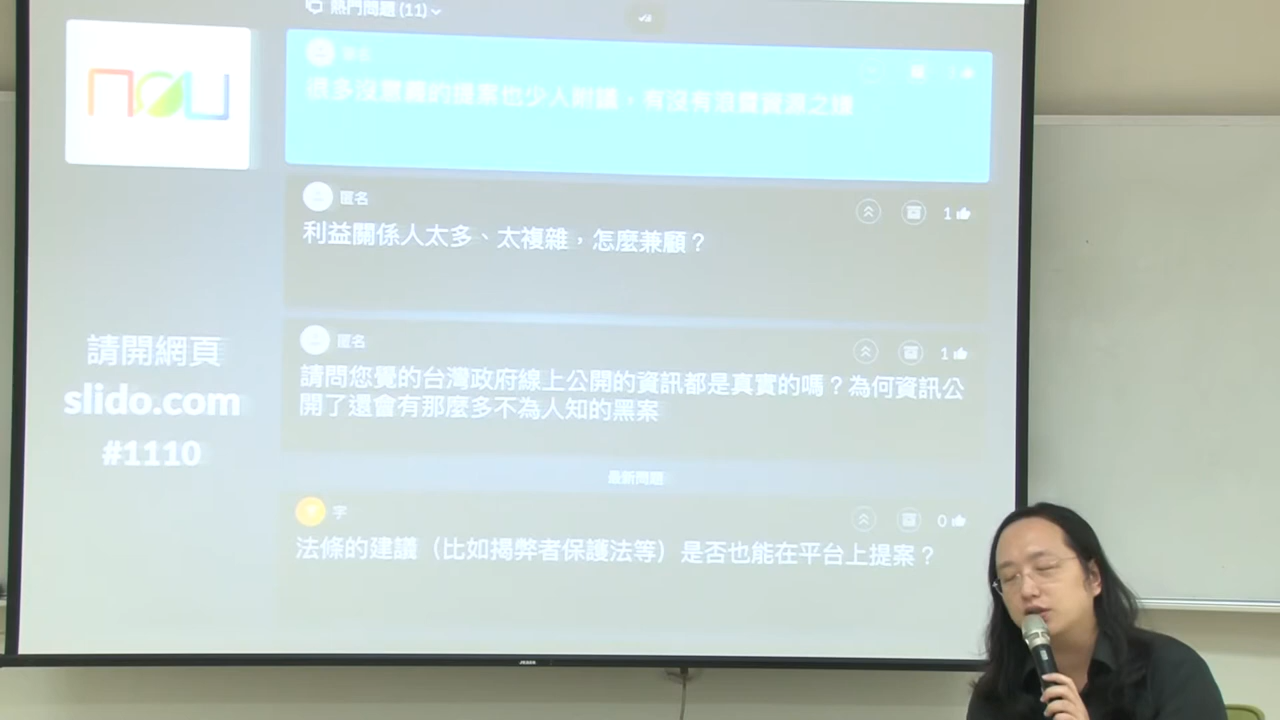 熱門問題 (11)
nou
很多沒意義的提案也少人附議，有沒有浪費資源之嫌
匿名
1
利益關係人太多、太複雜，怎麼兼顧？
匿名
1
請問您覺的台灣政府線上公開的資訊都是真實的嗎？為何資訊公
開了還會有那麼多不為人知的黑案
最新問題
字
0
法條的建議（比如揭弊者保護法等）是否也能在平台上提案？
請開網頁
slido.com
#1110